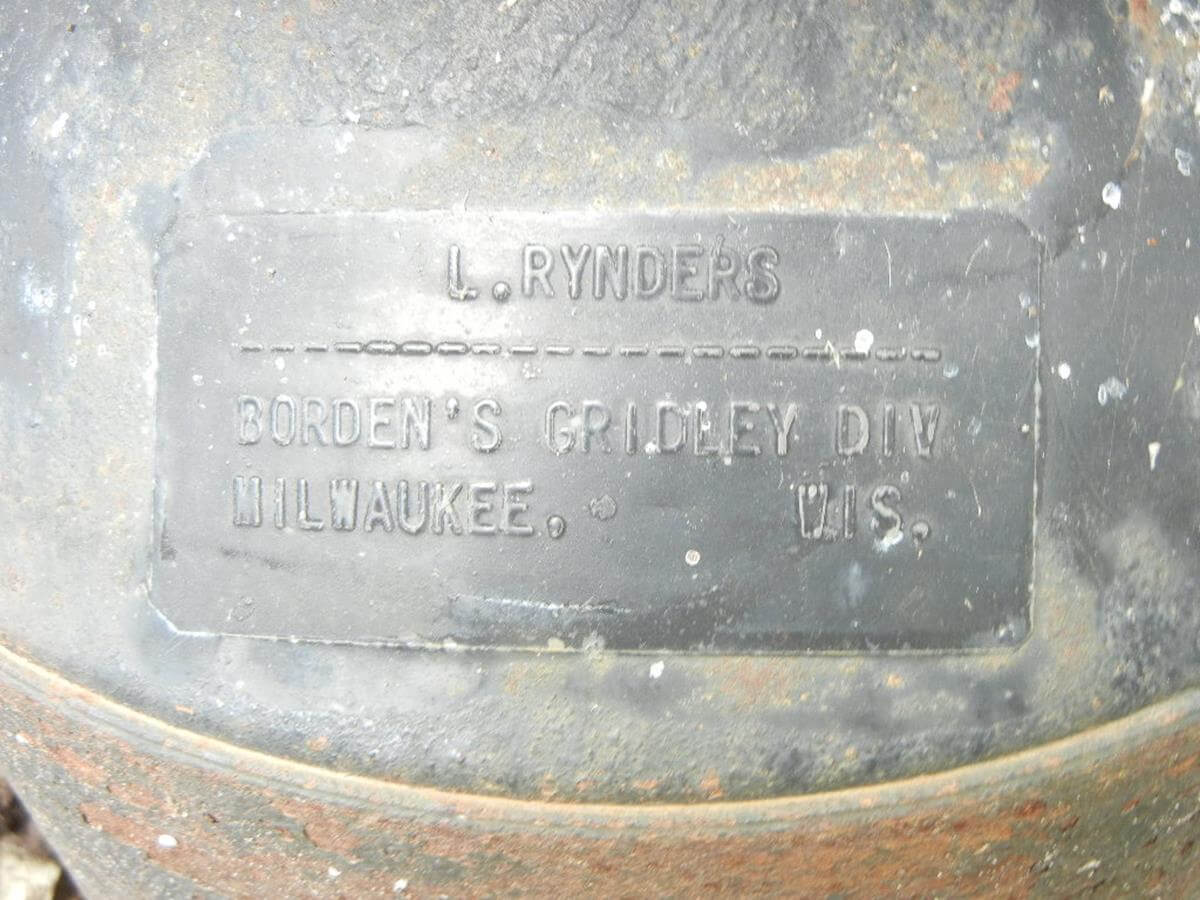 L.RYNDERS
--------------------
BORDEN'S GRIDLEY DIV
MILWAUKEE. WIS.